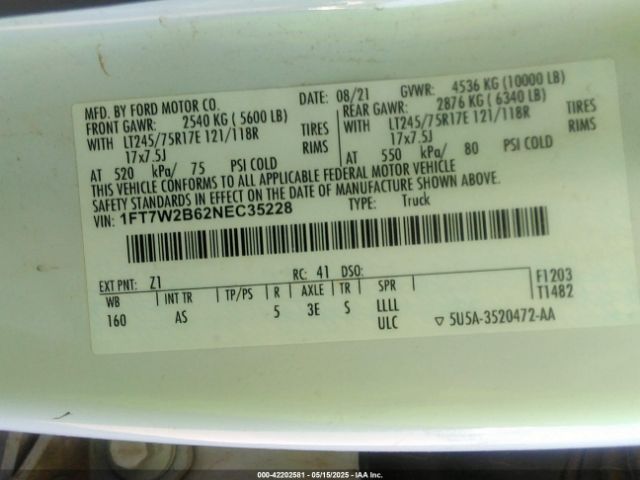 MFD. BY FORD MOTOR CO.
DATE: 08/21 GVWR: 4536 KG (10000 LB)
FRONT GAWR: 2540 KG ( 5600 LB)
REAR GAWR: 2876 KG ( 6340 LB)
WITH LT245/75R17E 121/118R TIRES
WITH LT245/75R17E 121/118R TIRES
17x7.5J RIMS
17x7.5J RIMS
AT 520 kPa/ 75 PSI COLD
AT 550 kPa/ 80 PSI COLD
THIS VEHICLE CONFORMS TO ALL APPLICABLE FEDERAL MOTOR VEHICLE
SAFETY STANDARDS IN EFFECT ON THE DATE OF MANUFACTURE SHOWN ABOVE.
VIN: 1FT7W2B62NEC35228 TYPE: Truck
EXT PNT: Z1 RC: 41 DSO: F1203
WB INT TR TP/PS R AXLE TR SPR T1482
160 AS 5 3E S LLLL
ULC ▽ 5U5A-3520472-AA
000-42202581 - 05/15/2025 - IAA Inc.